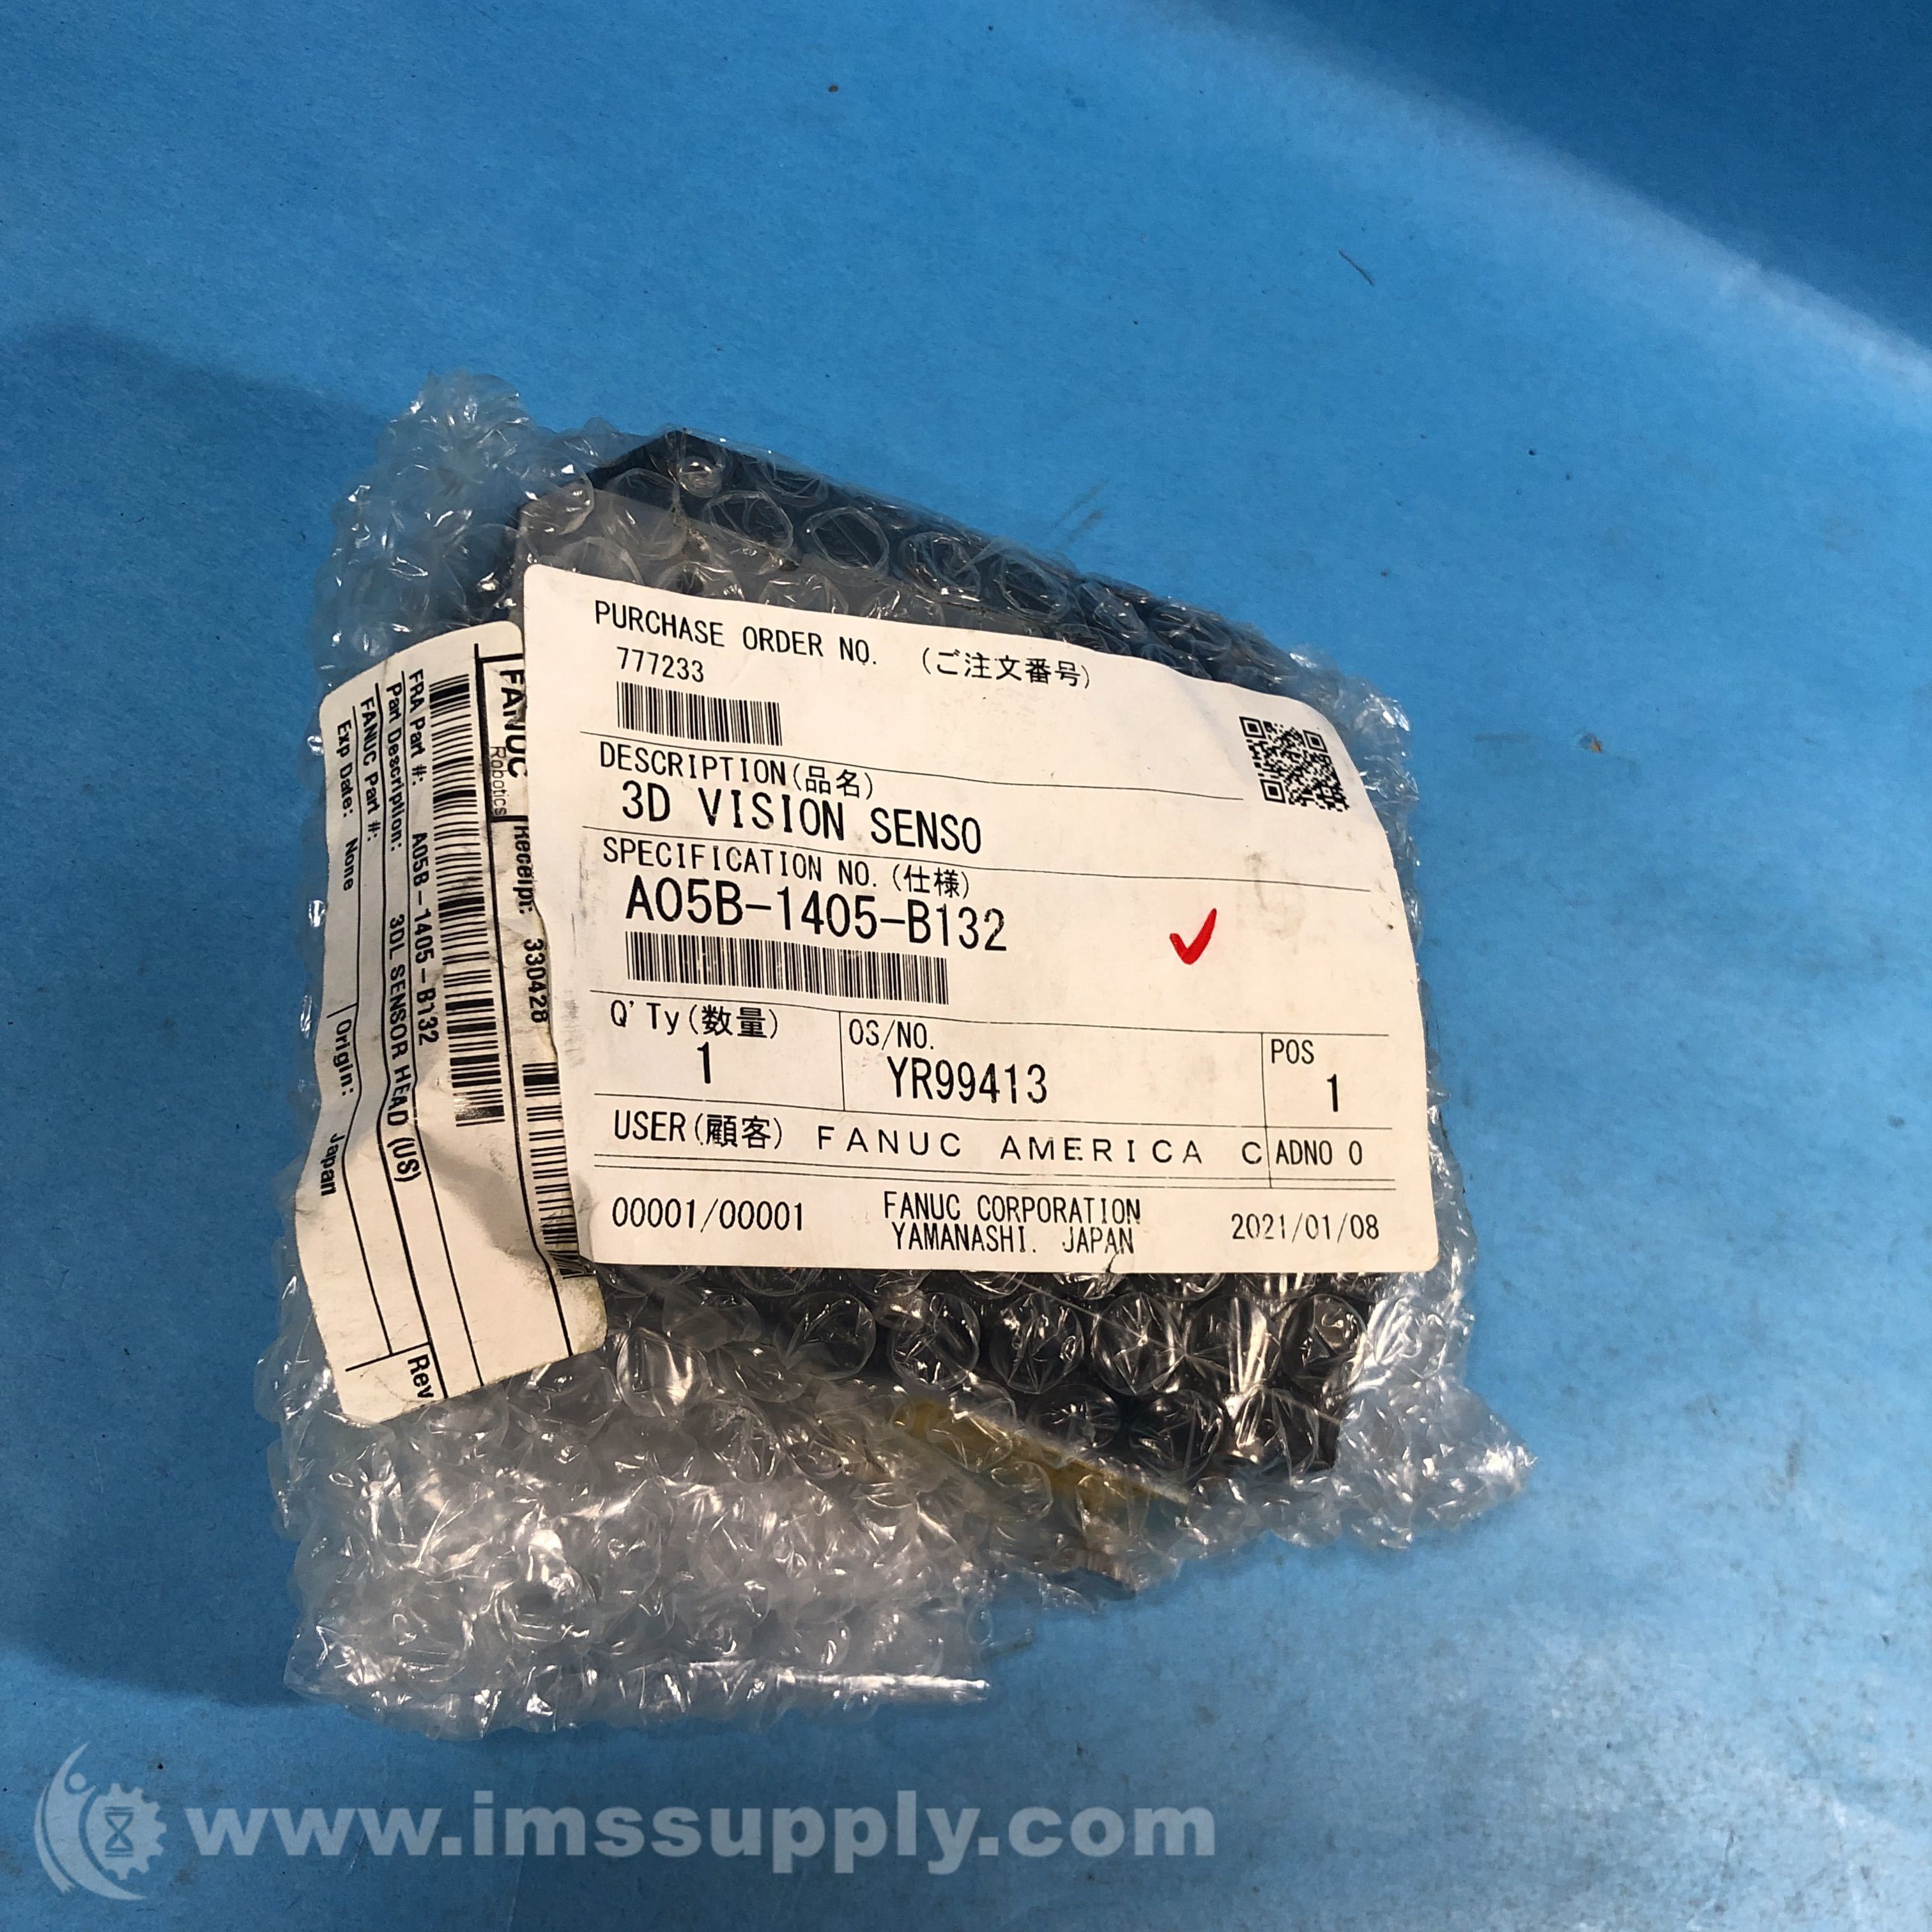 PURCHASE ORDER NO. (ご注文番号)
777233
DESCRIPTION(品名)
3D VISION SENSO
SPECIFICATION NO.(仕様)
A05B-1405-B132
Q'Ty(数量)
1
OS/NO.
YR99413
POS
1
USER(顧客) FANUC AMERICA C
ADNO 0
00001/00001
FANUC CORPORATION
YAMANASHI. JAPAN
2021/01/08
FANUC
Robotics
Receipt: 330428
FRA Part #: A05B-1405-B132
Part Description: 3DL SENSOR HEAD (US)
FANUC Part #:
Rev
Exp Date: None
Origin: Japan
www.imssupply.com